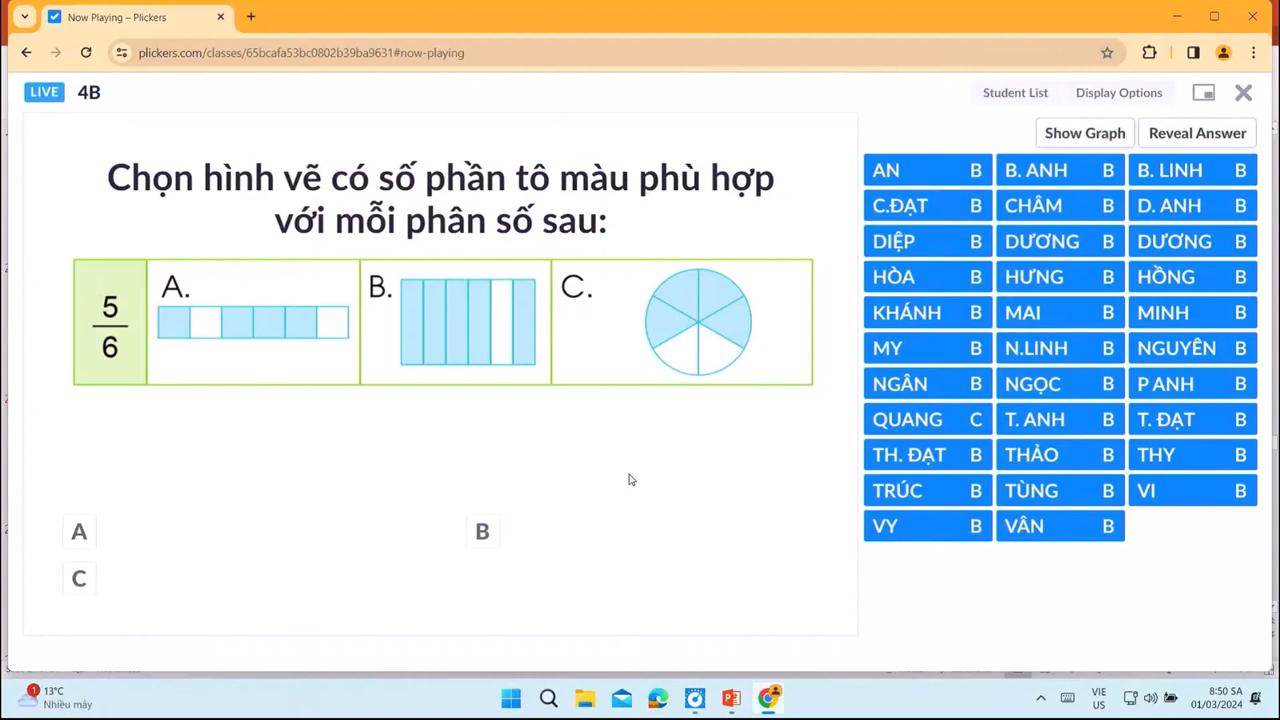 Now Playing – Plickers
plickers.com/classes/65bcafa53bc0802b39ba9631#now-playing
LIVE 4B
Student List Display Options
Show Graph Reveal Answer
Chọn hình vẽ có số phần tô màu phù hợp
với mỗi phân số sau:
5
6
A. B. C.
A B
C
AN B B. ANH B B. LINH B
C.ĐẠT B CHÂM B D. ANH B
DIỆP B DƯƠNG B DƯƠNG B
HÒA B HƯNG B HỒNG B
KHÁNH B MAI B MINH B
MY B N.LINH B NGUYÊN B
NGÂN B NGỌC B P ANH B
QUANG C T. ANH B T. ĐẠT B
TH. ĐẠT B THẢO B THY B
TRÚC B TÙNG B VI B
VY B VÂN B
1
13°C
Nhiều mây
VIE
US
8:50 SA
01/03/2024